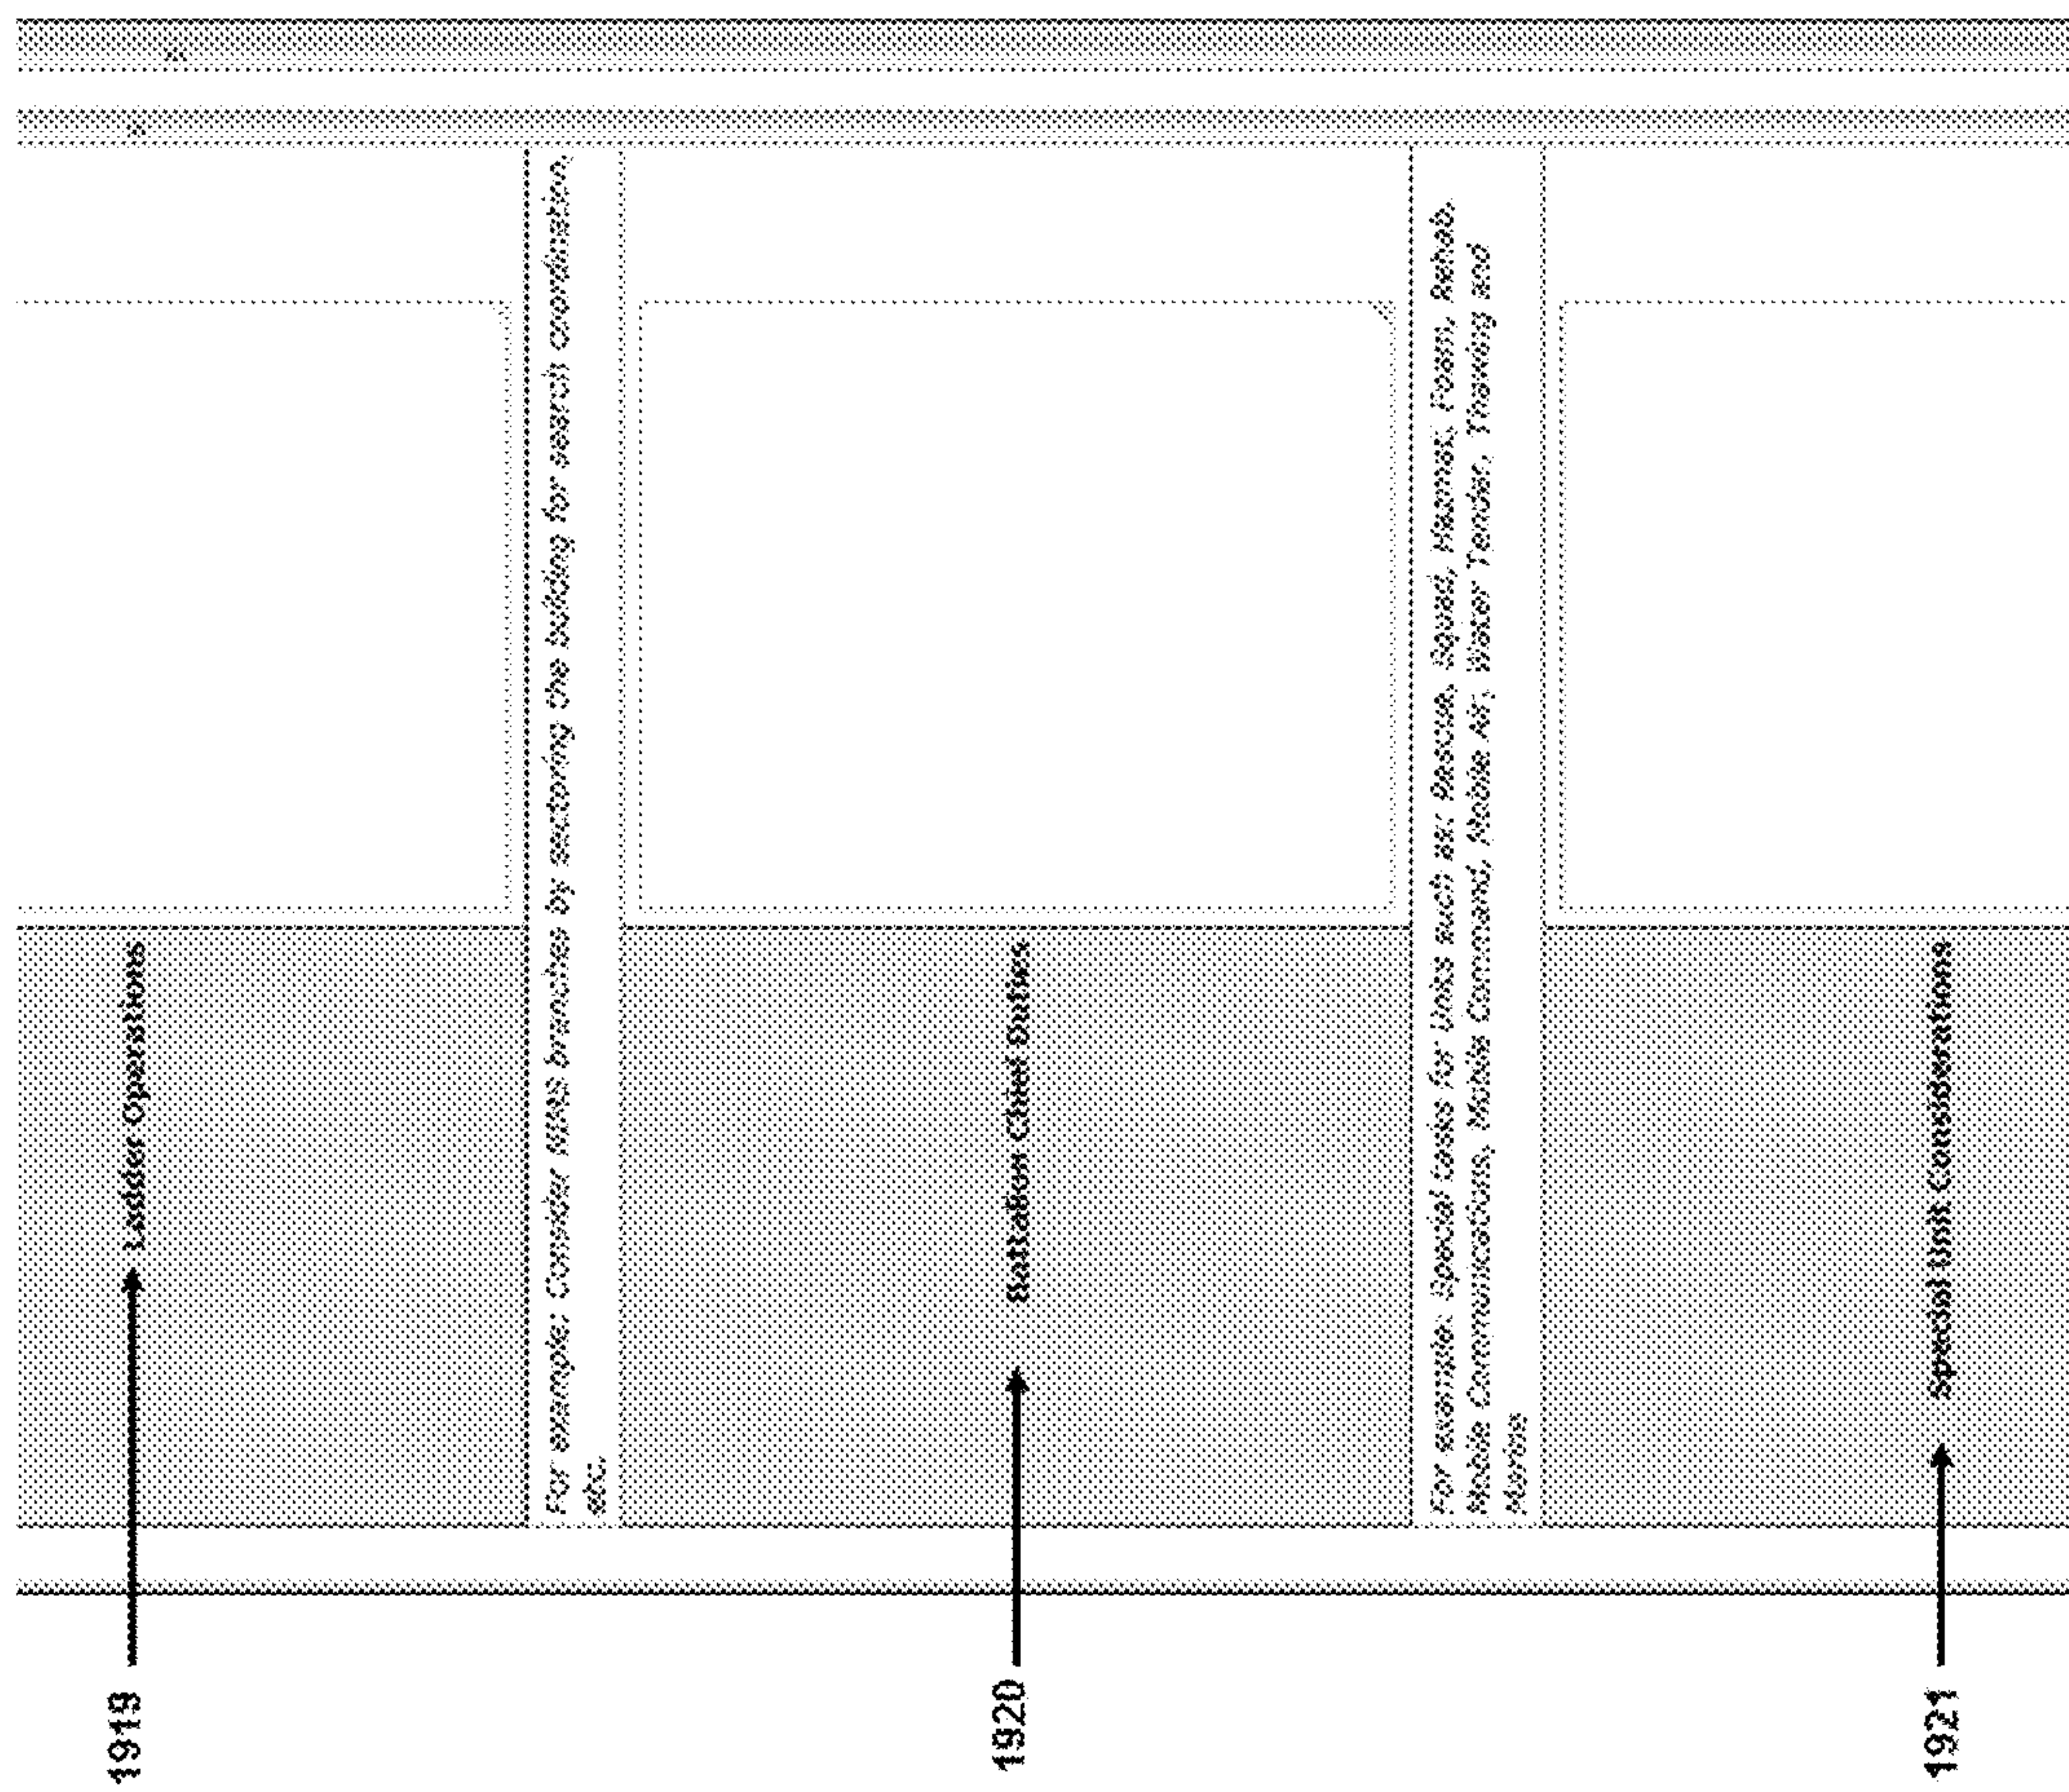 1919
Ladder Operations
For example: Consider NIMS branches by sectoring the building for search coordination,
etc.
1920
Battalion Chief Duties
For example: Special tasks for Units such as: Rescue, Squad, Hazmat, Foam, Rehab,
Mobile Communications, Mobile Command, Mobile Air, Water Tender, Thawing and
Marine
1921
Special Unit Considerations